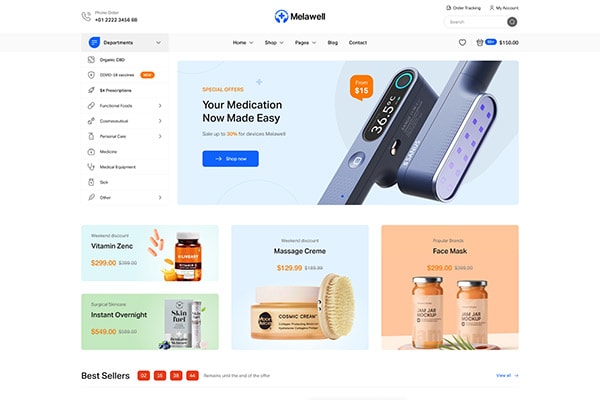 Phone Order
+01 2222 3456 88
Melawell
Order Tracking
My Account
Search
Departments
Home
Shop
Pages
Blog
Contact
$150.00
Organic CBD
COVID-19 vaccines
NEW
$4 Prescriptions
Functional Foods
Cosmeceutical
Personal Care
Medicine
Medical Equipment
Sick
Other
SPECIAL OFFERS
Your Medication
Now Made Easy
Sale up to 30% for devices Melawell
Shop now
From
$15
36.5°C
Weekend discount
Vitamin Zenc
$299.00 $399.00
Surgical Skincare
Instant Overnight
$549.00 $599.00
Skin
fuel
Weekend discount
Massage Creme
$129.99 $189.99
COSMIC CREAM
Popular Brands
Face Mask
$299.00 $399.00
JAM JAR
MOCKUP
JAM JAR
MOCKUP
Best Sellers
02
16
38
44
Remains until the end of the offer
View all